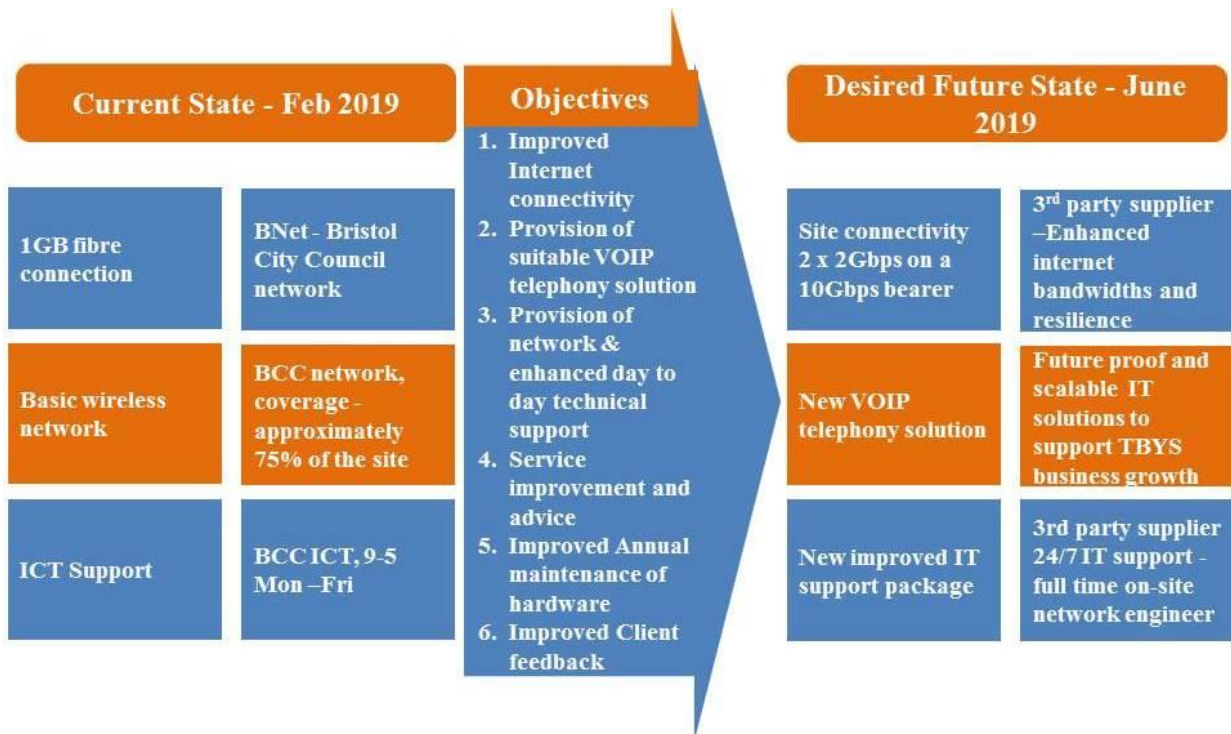 Current State - Feb 2019
1GB fibre
connection
BNet - Bristol
City Council
network
Basic wireless
network
BCC network,
coverage -
approximately
75% of the site
ICT Support
BCC ICT, 9-5
Mon –Fri
Objectives
1. Improved
Internet
connectivity
2. Provision of
suitable VOIP
telephony solution
3. Provision of
network &
enhanced day to
day technical
support
4. Service
improvement and
advice
5. Improved Annual
maintenance of
hardware
6. Improved Client
feedback
Desired Future State - June
2019
Site connectivity
2 x 2Gbps on a
10Gbps bearer
3rd party supplier
–Enhanced
internet
bandwidths and
resilience
New VOIP
telephony solution
Future proof and
scalable IT
solutions to
support TBYS
business growth
New improved IT
support package
3rd party supplier
24/7 IT support -
full time on-site
network engineer